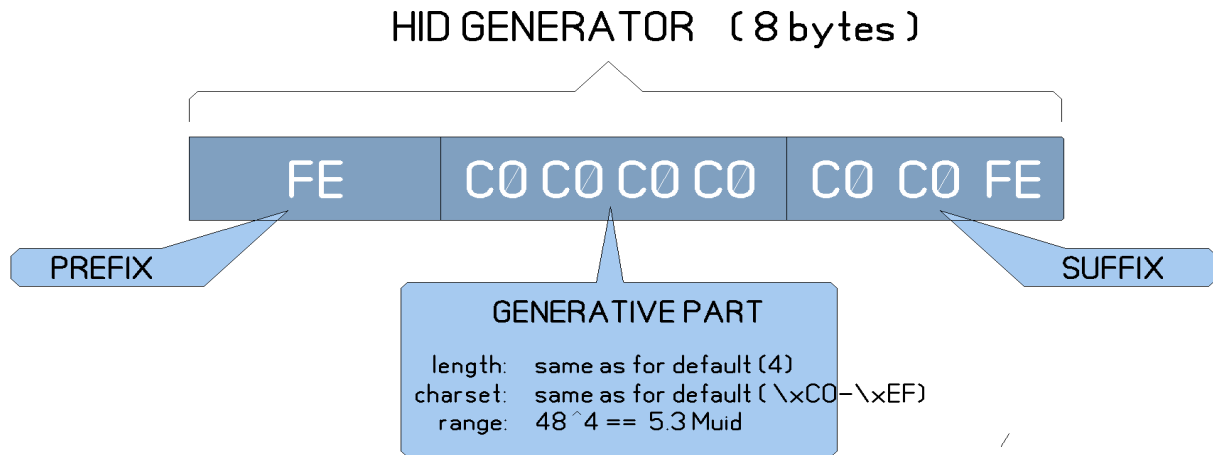 HID GENERATOR (8 bytes)
FE C0 C0 C0 C0 C0 C0 FE
PREFIX
SUFFIX
GENERATIVE PART
length: same as for default (4)
charset: same as for default (\xC0-\xEF)
range: 48^4 == 5.3 Muid